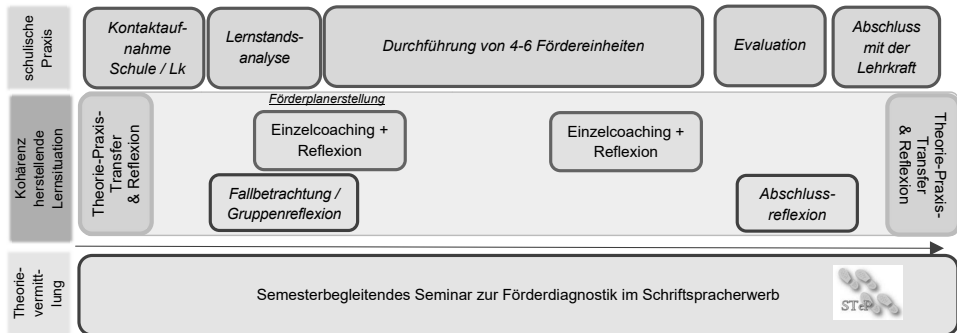 schulische
Praxis
Kontaktauf-
nahme
Schule / Lk
Lernstands-
analyse
Durchführung von 4-6 Fördereinheiten
Evaluation
Abschluss
mit der
Lehrkraft
Kohärenz
herstellende
Lernsituation
Theorie-Praxis-
Transfer
& Reflexion
Förderplanerstellung
Einzelcoaching +
Reflexion
Fallbetrachtung /
Gruppenreflexion
Einzelcoaching +
Reflexion
Abschluss-
reflexion
Theorie-Praxis-
Transfer
& Reflexion
Theorie-
vermitt-
lung
Semesterbegleitendes Seminar zur Förderdiagnostik im Schriftspracherwerb
STeP